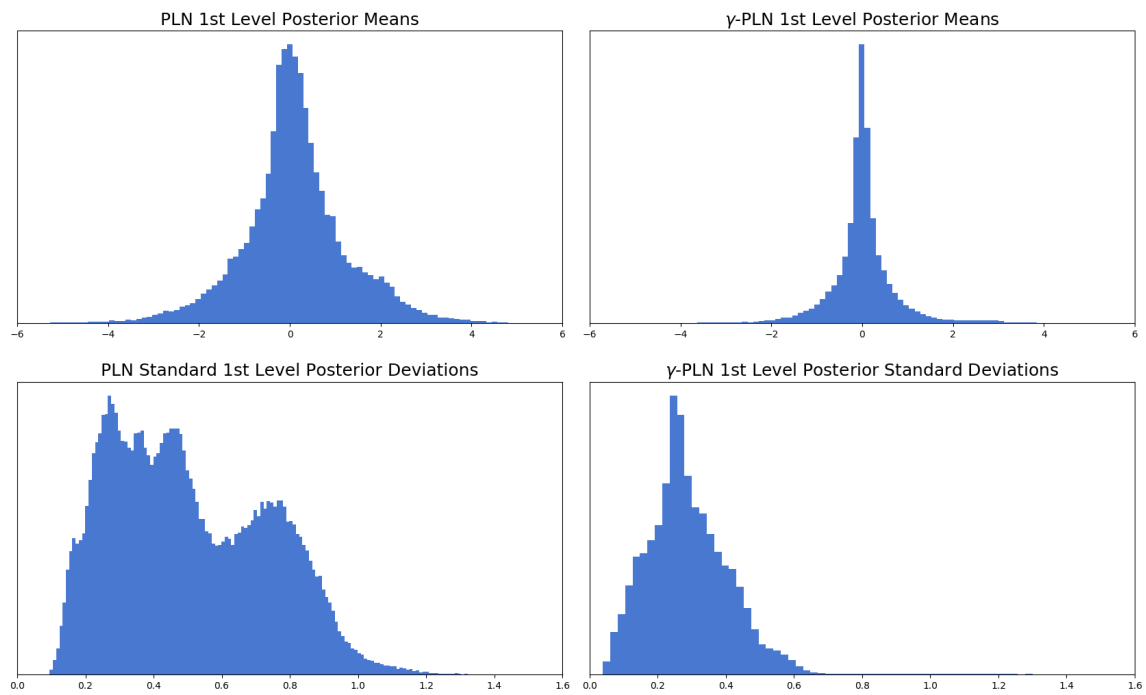 PLN 1st Level Posterior Means
γ-PLN 1st Level Posterior Means
−6 −4 −2 0 2 4 6
−6 −4 −2 0 2 4 6
PLN Standard 1st Level Posterior Deviations
γ-PLN 1st Level Posterior Standard Deviations
0.0 0.2 0.4 0.6 0.8 1.0 1.2 1.4 1.6
0.0 0.2 0.4 0.6 0.8 1.0 1.2 1.4 1.6